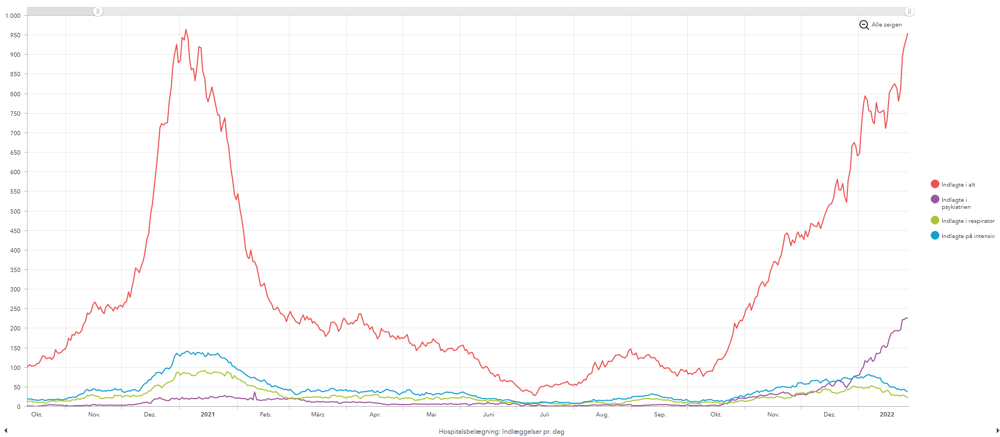 1.000
Alle zeigen
950
900
850
800
750
700
650
600
550
500
450
400
350
300
250
200
150
100
50
0
Indlagte i alt
Indlagte i
psykiatrien
Indlagte i respirator
Indlagte på intensiv
Okt. Nov. Dez. 2021 Feb. März Apr. Mai Juni Juli Aug. Sep. Okt. Nov. Dez. 2022
Hospitalsbelægning: Indlæggelser pr. dag